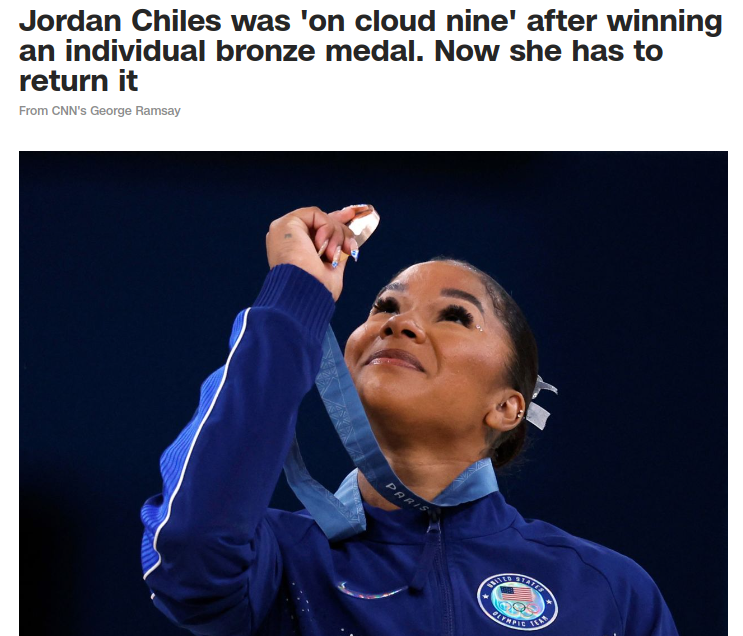 Jordan Chiles was 'on cloud nine' after winning
an individual bronze medal. Now she has to
return it
From CNN's George Ramsay
PARIS
UNITED STATES
OLYMPIC TEAM